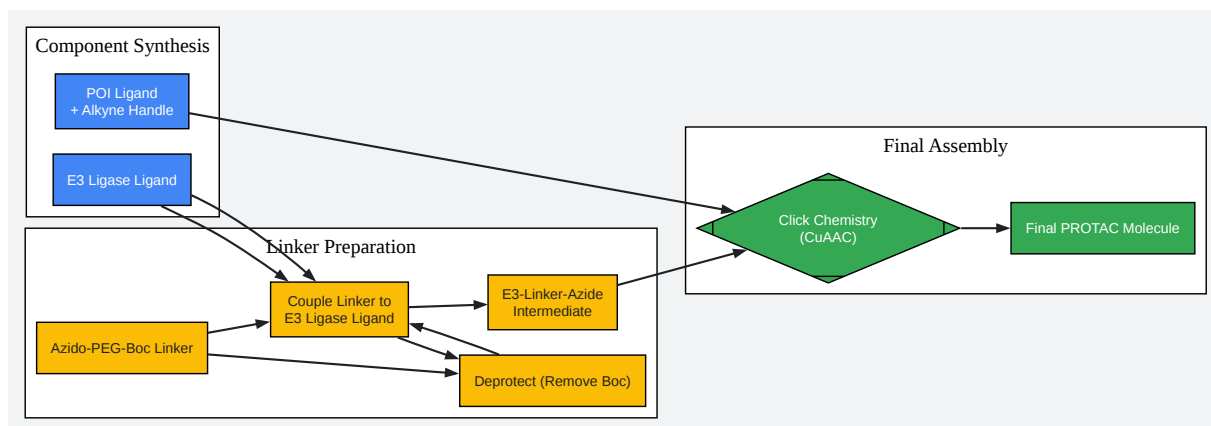 Component Synthesis
POI Ligand
+ Alkyne Handle
E3 Ligase Ligand
Linker Preparation
Azido-PEG-Boc Linker
Couple Linker to
E3 Ligase Ligand
E3-Linker-Azide
Intermediate
Deprotect (Remove Boc)
Final Assembly
Click Chemistry
(CuAAC)
Final PROTAC Molecule